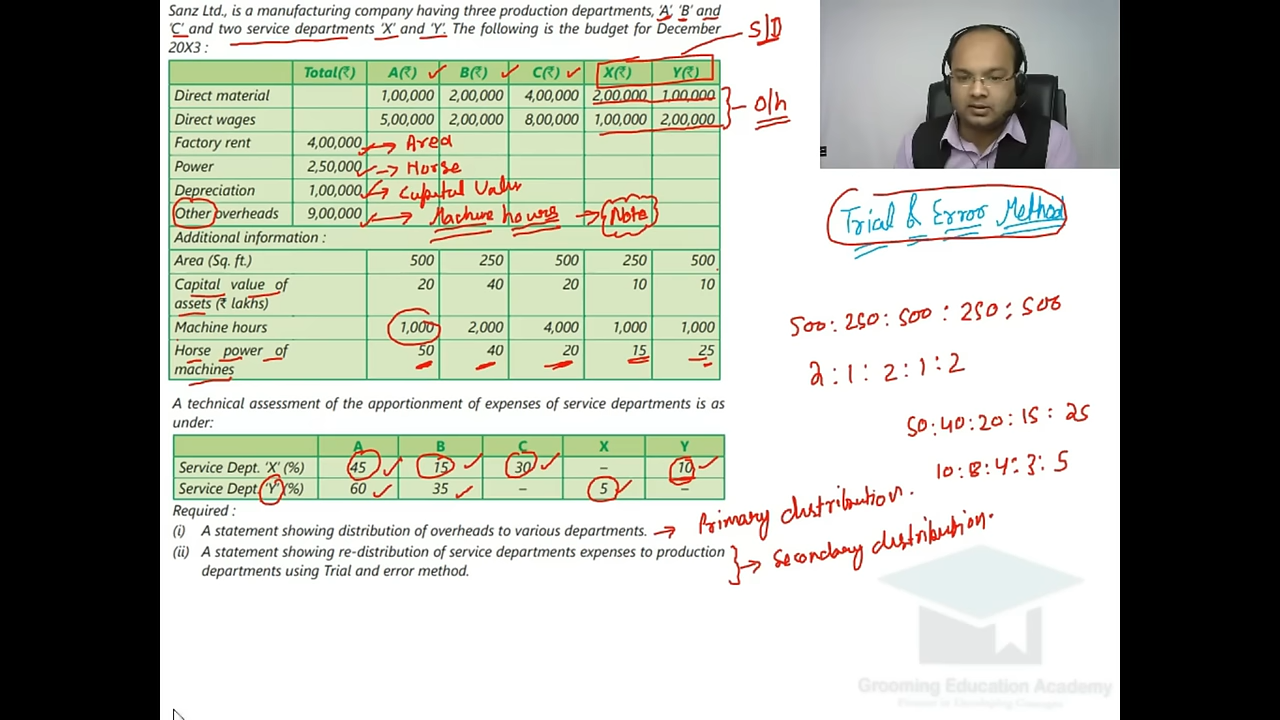 Sanz Ltd., is a manufacturing company having three production departments, 'A', 'B' and
'C' and two service departments 'X' and 'Y'. The following is the budget for December
20X3 :
S/D
Total(₹) A(₹) B(₹) C(₹) X(₹) Y(₹)
Direct material 1,00,000 2,00,000 4,00,000 2,00,000 1,00,000
Direct wages 5,00,000 2,00,000 8,00,000 1,00,000 2,00,000
O/h
Factory rent 4,00,000 Area
Power 2,50,000 Horse
Depreciation 1,00,000 Capital Value
Other overheads 9,00,000 Machine hours Note
Additional information :
Area (Sq. ft.) 500 250 500 250 500
Capital value of
assets (₹ lakhs) 20 40 20 10 10
Machine hours 1,000 2,000 4,000 1,000 1,000
Horse power of
machines 50 40 20 15 25
Trial & Error Method
500:250:500:250:500
2:1:2:1:2
50:40:20:15:25
10:8:4:3:5
A technical assessment of the apportionment of expenses of service departments is as
under:
A B C X Y
Service Dept. 'X' (%) 45 15 30 – 10
Service Dept. 'Y' (%) 60 35 – 5 –
Required :
(i) A statement showing distribution of overheads to various departments. → Primary distribution.
(ii) A statement showing re-distribution of service departments expenses to production
departments using Trial and error method.
} → Secondary distribution.
Grooming Education Academy